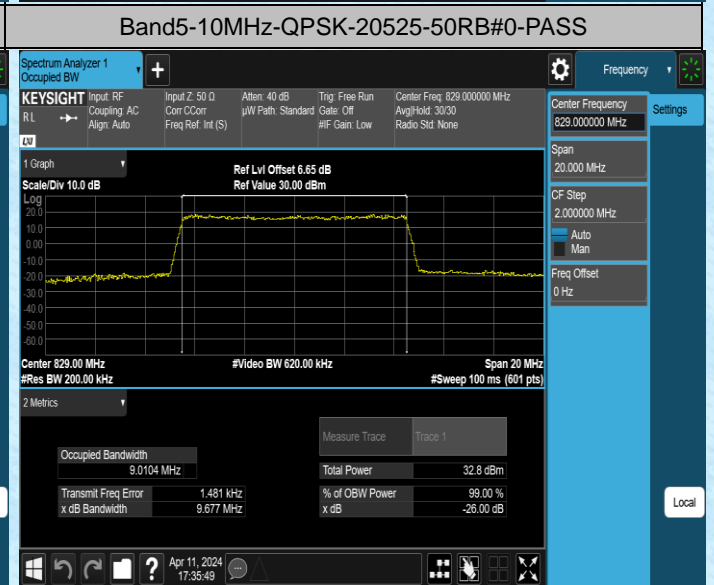 Band5-10MHz-QPSK-20525-50RB#0-PASS
Spectrum Analyzer 1
Occupied BW
Frequency
KEYSIGHT
RL
Input: RF
Coupling: AC
Align: Auto
Input Z: 50 Ω
Corr CCorr
Freq Ref: Int (S)
Atten: 40 dB
µW Path: Standard
Trig: Free Run
Gate: Off
#IF Gain: Low
Center Freq: 829.000000 MHz
Avg|Hold: 30/30
Radio Std: None
LXI
Center Frequency
829.000000 MHz
Settings
Span
20.000 MHz
CF Step
2.000000 MHz
Auto
Man
Freq Offset
0 Hz
1 Graph
Scale/Div 10.0 dB
Ref Lvl Offset 6.65 dB
Ref Value 30.00 dBm
Log
20.0
10.0
0.00
-10.0
-20.0
-30.0
-40.0
-50.0
-60.0
Center 829.00 MHz
#Video BW 620.00 kHz
Span 20 MHz
#Res BW 200.00 kHz
#Sweep 100 ms (601 pts)
2 Metrics
Measure Trace
Trace 1
Occupied Bandwidth
9.0104 MHz
Total Power
32.8 dBm
Transmit Freq Error
1.481 kHz
% of OBW Power
99.00 %
x dB Bandwidth
9.677 MHz
x dB
-26.00 dB
Local
Apr 11, 2024
17:35:49